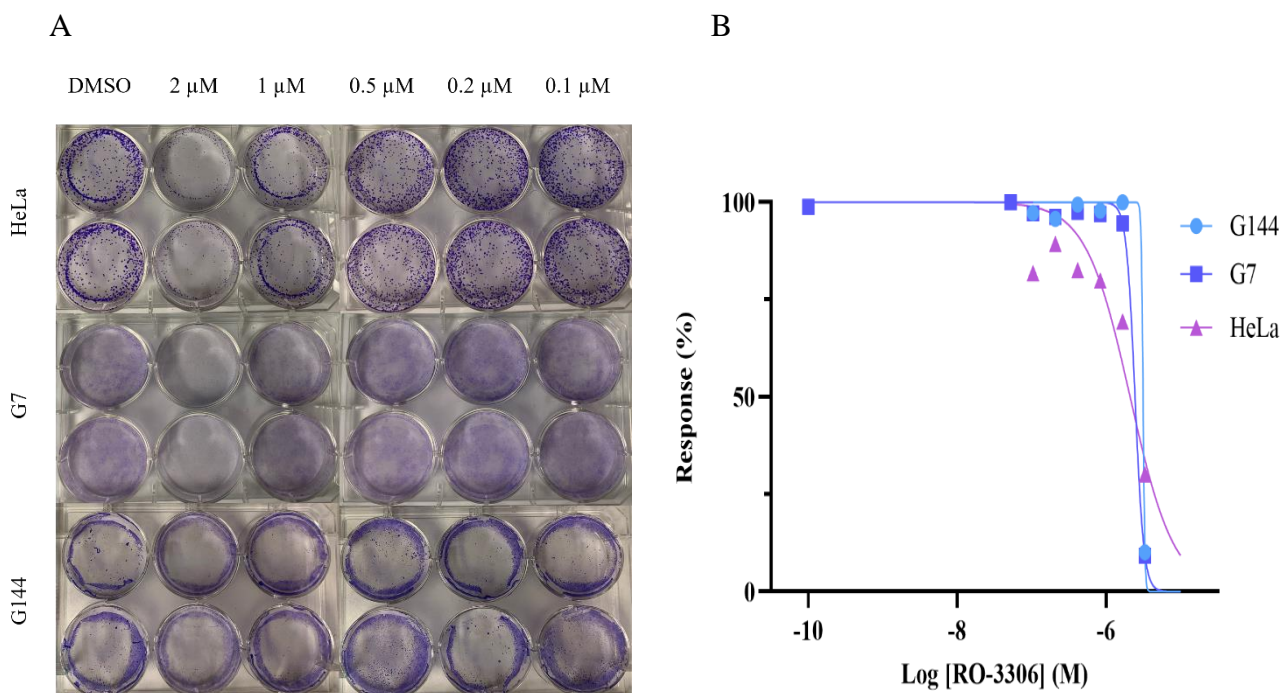 A
B
DMSO 2 µM 1 µM 0.5 µM 0.2 µM 0.1 µM
HeLa
G7
G144
100
50
0
Response (%)
-10 -8 -6
Log [RO-3306] (M)
G144
G7
HeLa